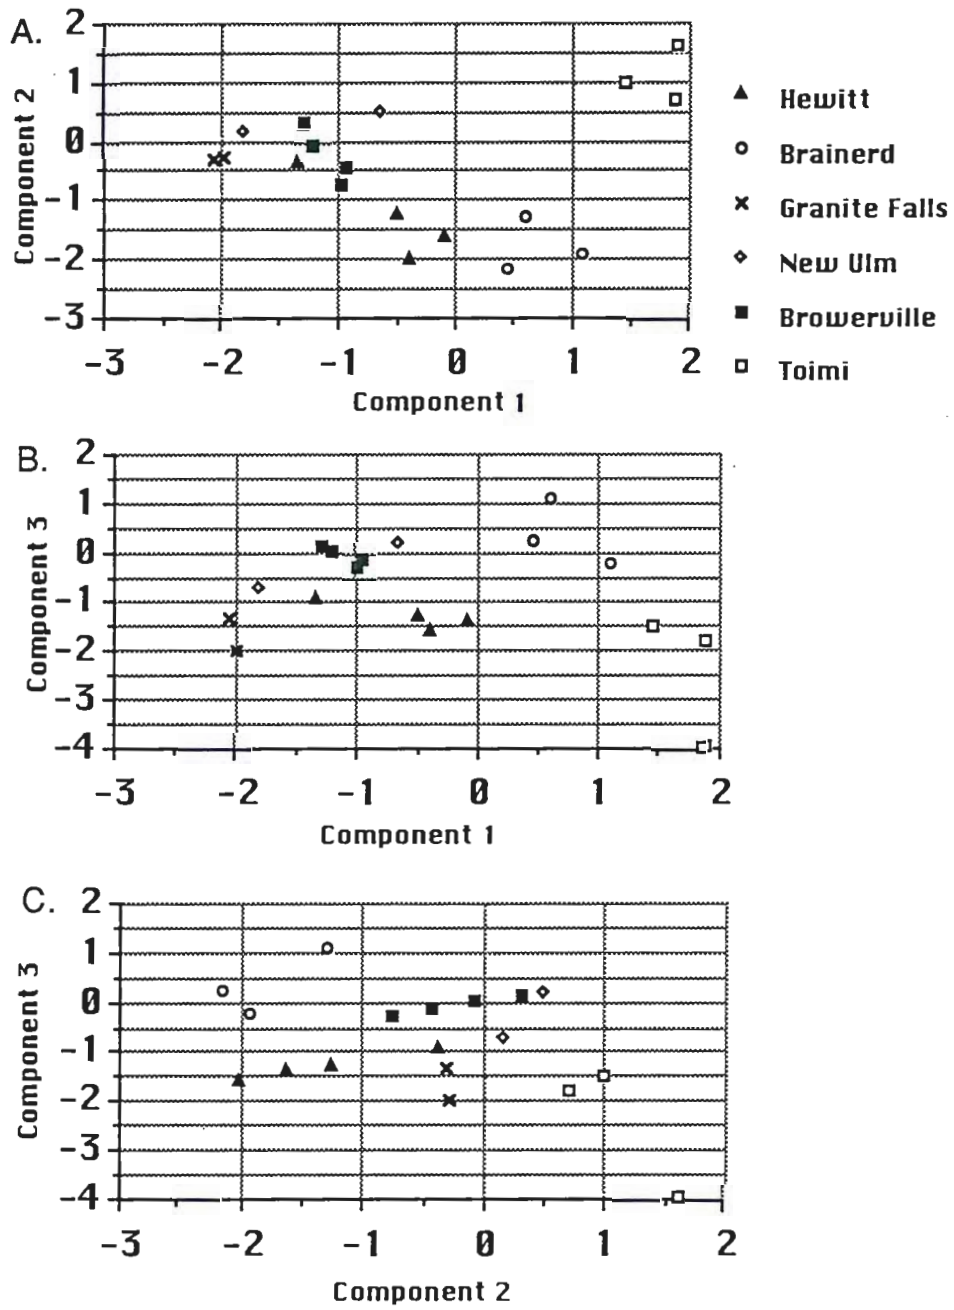 A.
2
1
0
-1
-2
-3
Component 2
-3 -2 -1 0 1 2
Component 1
Hewitt
Brainerd
Granite Falls
New Ulm
Browerville
Toimi
B.
2
1
0
-1
-2
-3
-4
Component 3
-3 -2 -1 0 1 2
Component 1
C.
2
1
0
-1
-2
-3
-4
Component 3
-3 -2 -1 0 1 2
Component 2